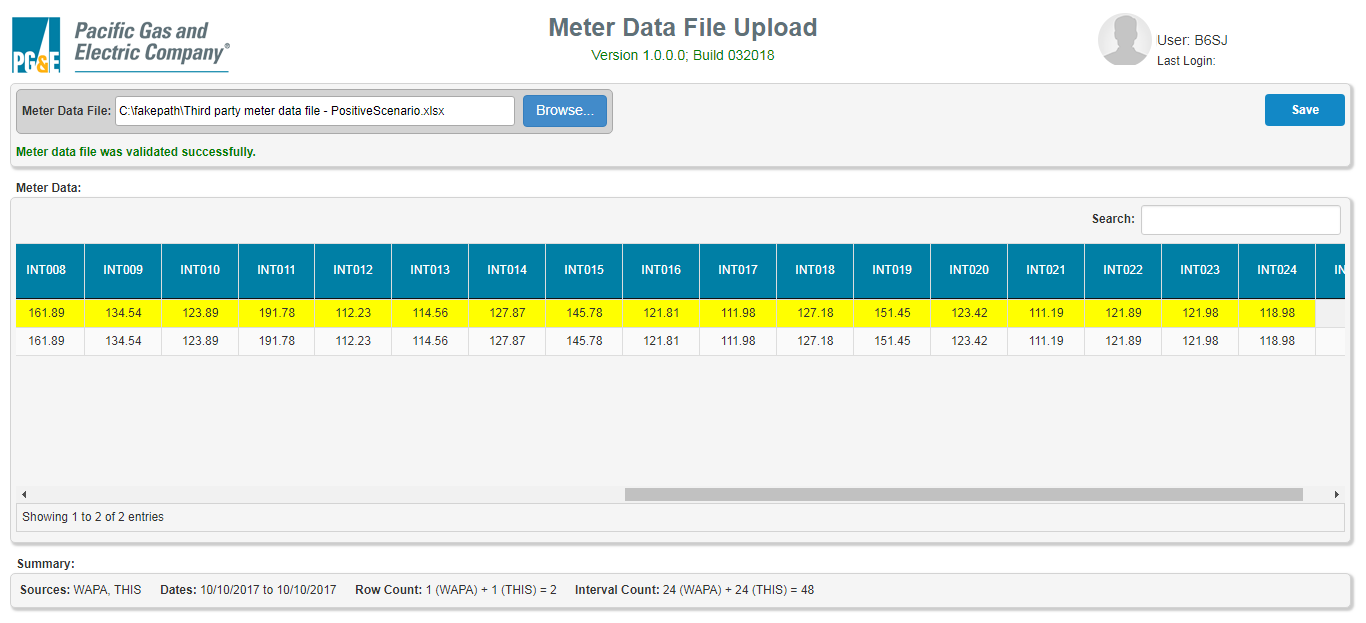 Pacific Gas and
Electric Company®
PG&E
Meter Data File Upload
Version 1.0.0.0; Build 032018
User: B6SJ
Last Login:
Meter Data File: C:\fakepath\Third party meter data file - PositiveScenario.xlsx Browse... Save
Meter data file was validated successfully.
Meter Data:
Search:
INT008 INT009 INT010 INT011 INT012 INT013 INT014 INT015 INT016 INT017 INT018 INT019 INT020 INT021 INT022 INT023 INT024 IN
161.89 134.54 123.89 191.78 112.23 114.56 127.87 145.78 121.81 111.98 127.18 151.45 123.42 111.19 121.89 121.98 118.98
161.89 134.54 123.89 191.78 112.23 114.56 127.87 145.78 121.81 111.98 127.18 151.45 123.42 111.19 121.89 121.98 118.98
Showing 1 to 2 of 2 entries
Summary:
Sources: WAPA, THIS Dates: 10/10/2017 to 10/10/2017 Row Count: 1 (WAPA) + 1 (THIS) = 2 Interval Count: 24 (WAPA) + 24 (THIS) = 48